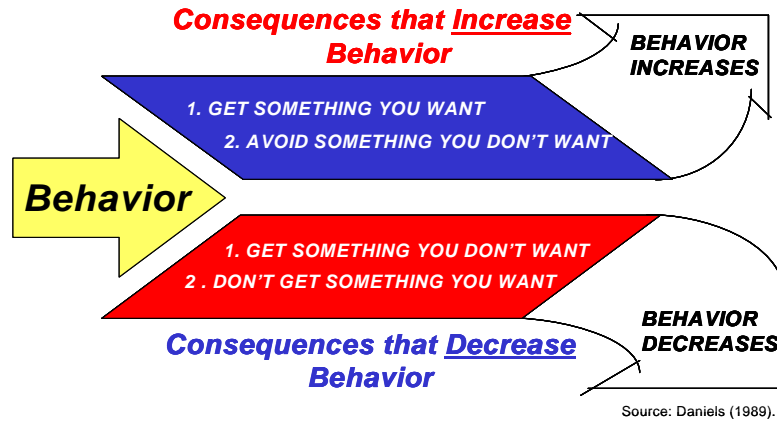 Consequences that Increase
Behavior
BEHAVIOR
INCREASES
1. GET SOMETHING YOU WANT
2. AVOID SOMETHING YOU DON'T WANT
Behavior
1. GET SOMETHING YOU DON'T WANT
2 . DON'T GET SOMETHING YOU WANT
BEHAVIOR
DECREASES
Consequences that Decrease
Behavior
Source: Daniels (1989).